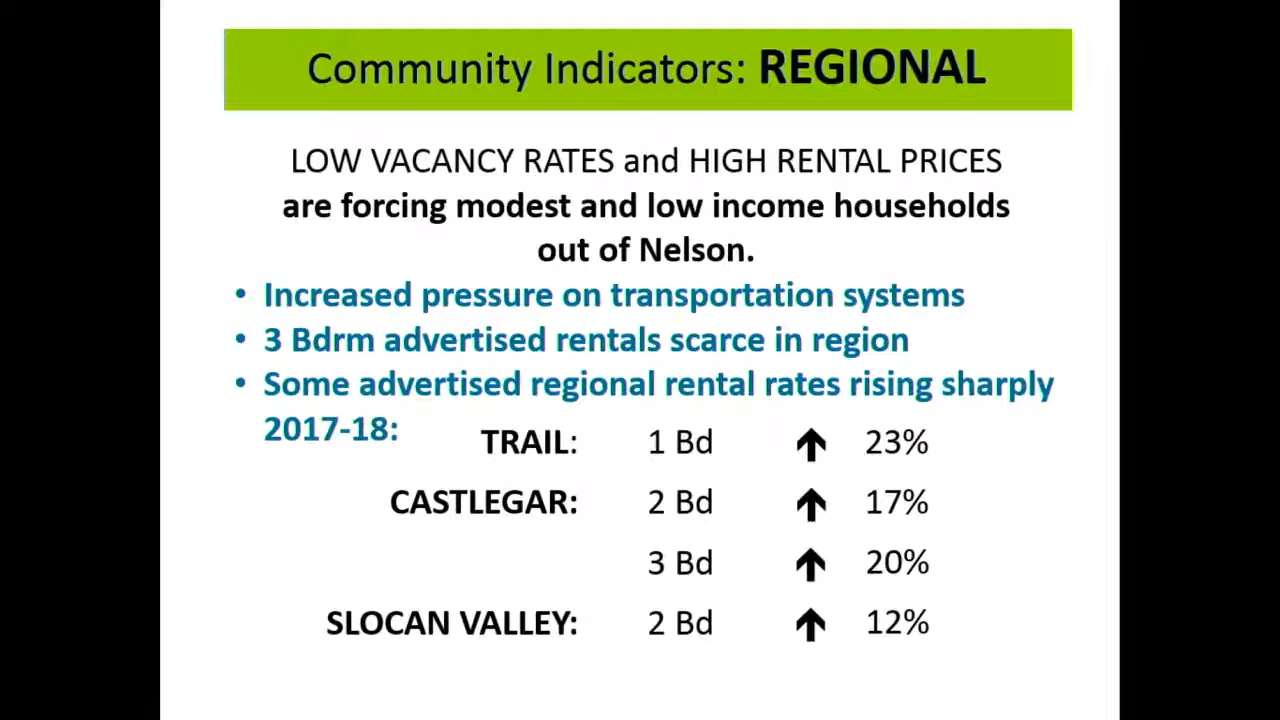 Community Indicators: REGIONAL
LOW VACANCY RATES and HIGH RENTAL PRICES
are forcing modest and low income households
out of Nelson.
• Increased pressure on transportation systems
• 3 Bdrm advertised rentals scarce in region
• Some advertised regional rental rates rising sharply
2017-18:
TRAIL: 1 Bd ↑ 23%
CASTLEGAR: 2 Bd ↑ 17%
3 Bd ↑ 20%
SLOCAN VALLEY: 2 Bd ↑ 12%